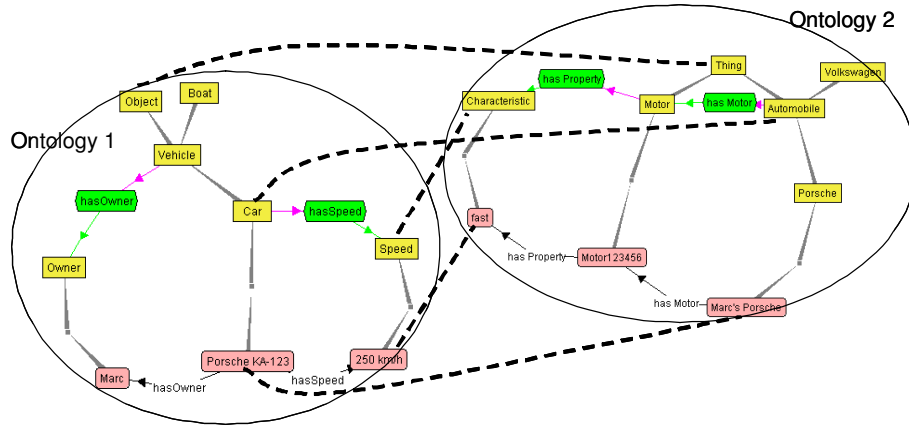 Ontology 2
Thing
Volkswagen
has Property
Characteristic
Motor
has Motor
Automobile
Object
Boat
Ontology 1
Vehicle
hasOwner
Car
hasSpeed
Porsche
fast
Speed
Owner
has Property
Motor123456
has Motor
Marc's Porsche
Porsche KA-123
250 km/h
Marc
hasOwner
hasSpeed